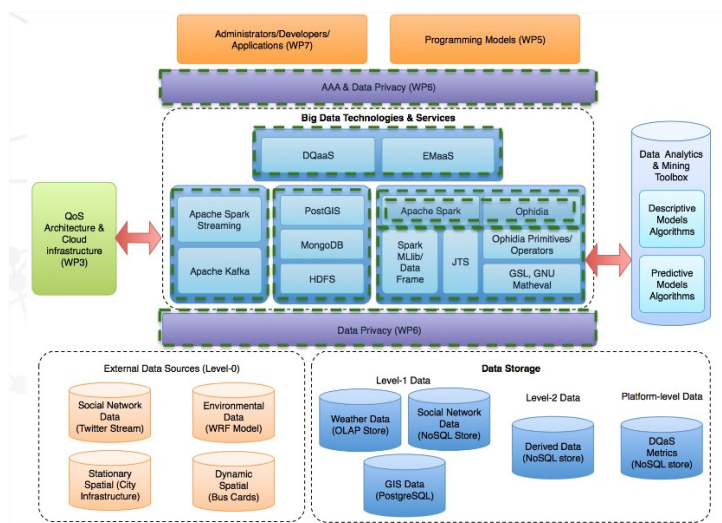 Administrators/Developers/
Applications (WP7)
Programming Models (WP5)
AAA & Data Privacy (WP6)
Big Data Technologies & Services
DQaaS
EMaaS
QoS
Architecture &
Cloud
infrastructure
(WP3)
Apache Spark
Streaming
Apache Kafka
PostGIS
MongoDB
HDFS
Apache Spark
Ophidia
Spark
MLlib/
Data
Frame
JTS
Ophidia Primitives/
Operators
GSL, GNU
Matheval
Data Analytics
& Mining
Toolbox
Descriptive
Models
Algorithms
Predictive
Models
Algorithms
Data Privacy (WP6)
External Data Sources (Level-0)
Social Network
Data
(Twitter Stream)
Environmental
Data
(WRF Model)
Stationary
Spatial (City
Infrastructure)
Dynamic
Spatial
(Bus Cards)
Data Storage
Level-1 Data
Weather Data
(OLAP Store)
Social Network
Data
(NoSQL Store)
GIS Data
(PostgreSQL)
Level-2 Data
Derived Data
(NoSQL store)
Platform-level Data
DQaS
Metrics
(NoSQL store)